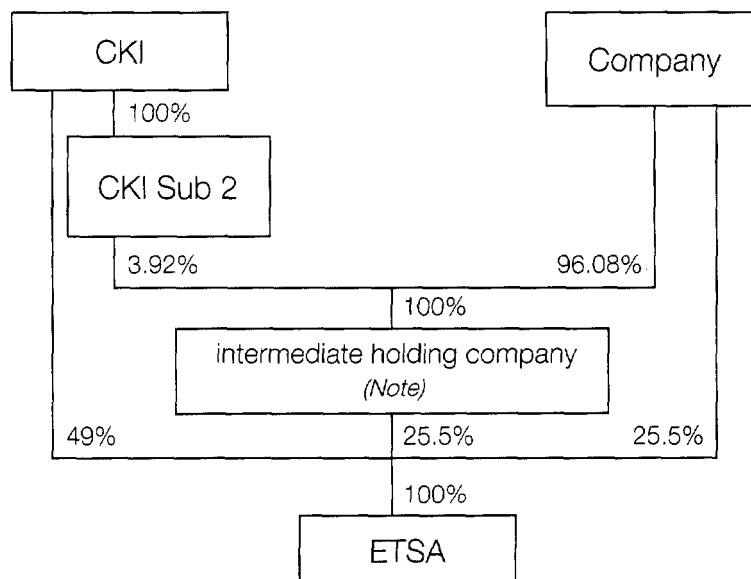 CKI
Company
100%
CKI Sub 2
3.92%
96.08%
100%
intermediate holding company
(Note)
49%
25.5%
25.5%
100%
ETSA